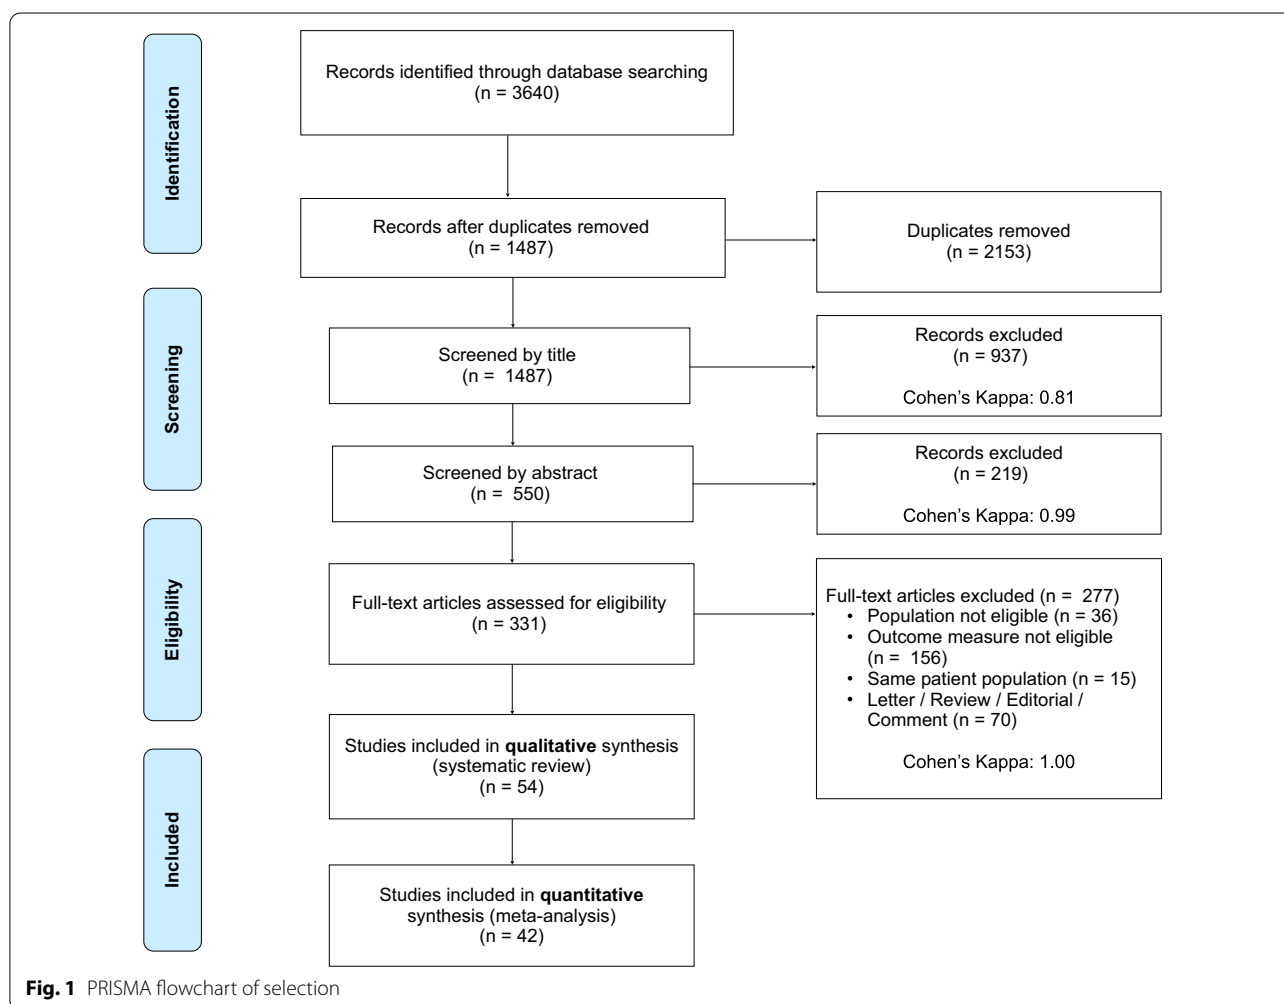 Identification
Records identified through database searching
(n = 3640)
Records after duplicates removed
(n = 1487)
Duplicates removed
(n = 2153)
Screening
Screened by title
(n =  1487)
Records excluded
(n = 937)
Cohen's Kappa: 0.81
Screened by abstract
(n =  550)
Records excluded
(n = 219)
Cohen's Kappa: 0.99
Eligibility
Full-text articles assessed for eligibility
(n = 331)
Full-text articles excluded (n =  277)
• Population not eligible (n = 36)
• Outcome measure not eligible
(n =  156)
• Same patient population (n = 15)
• Letter / Review / Editorial /
Comment (n = 70)
Cohen's Kappa: 1.00
Included
Studies included in qualitative synthesis
(systematic review)
(n = 54)
Studies included in quantitative
synthesis (meta-analysis)
(n = 42)
Fig. 1 PRISMA flowchart of selection